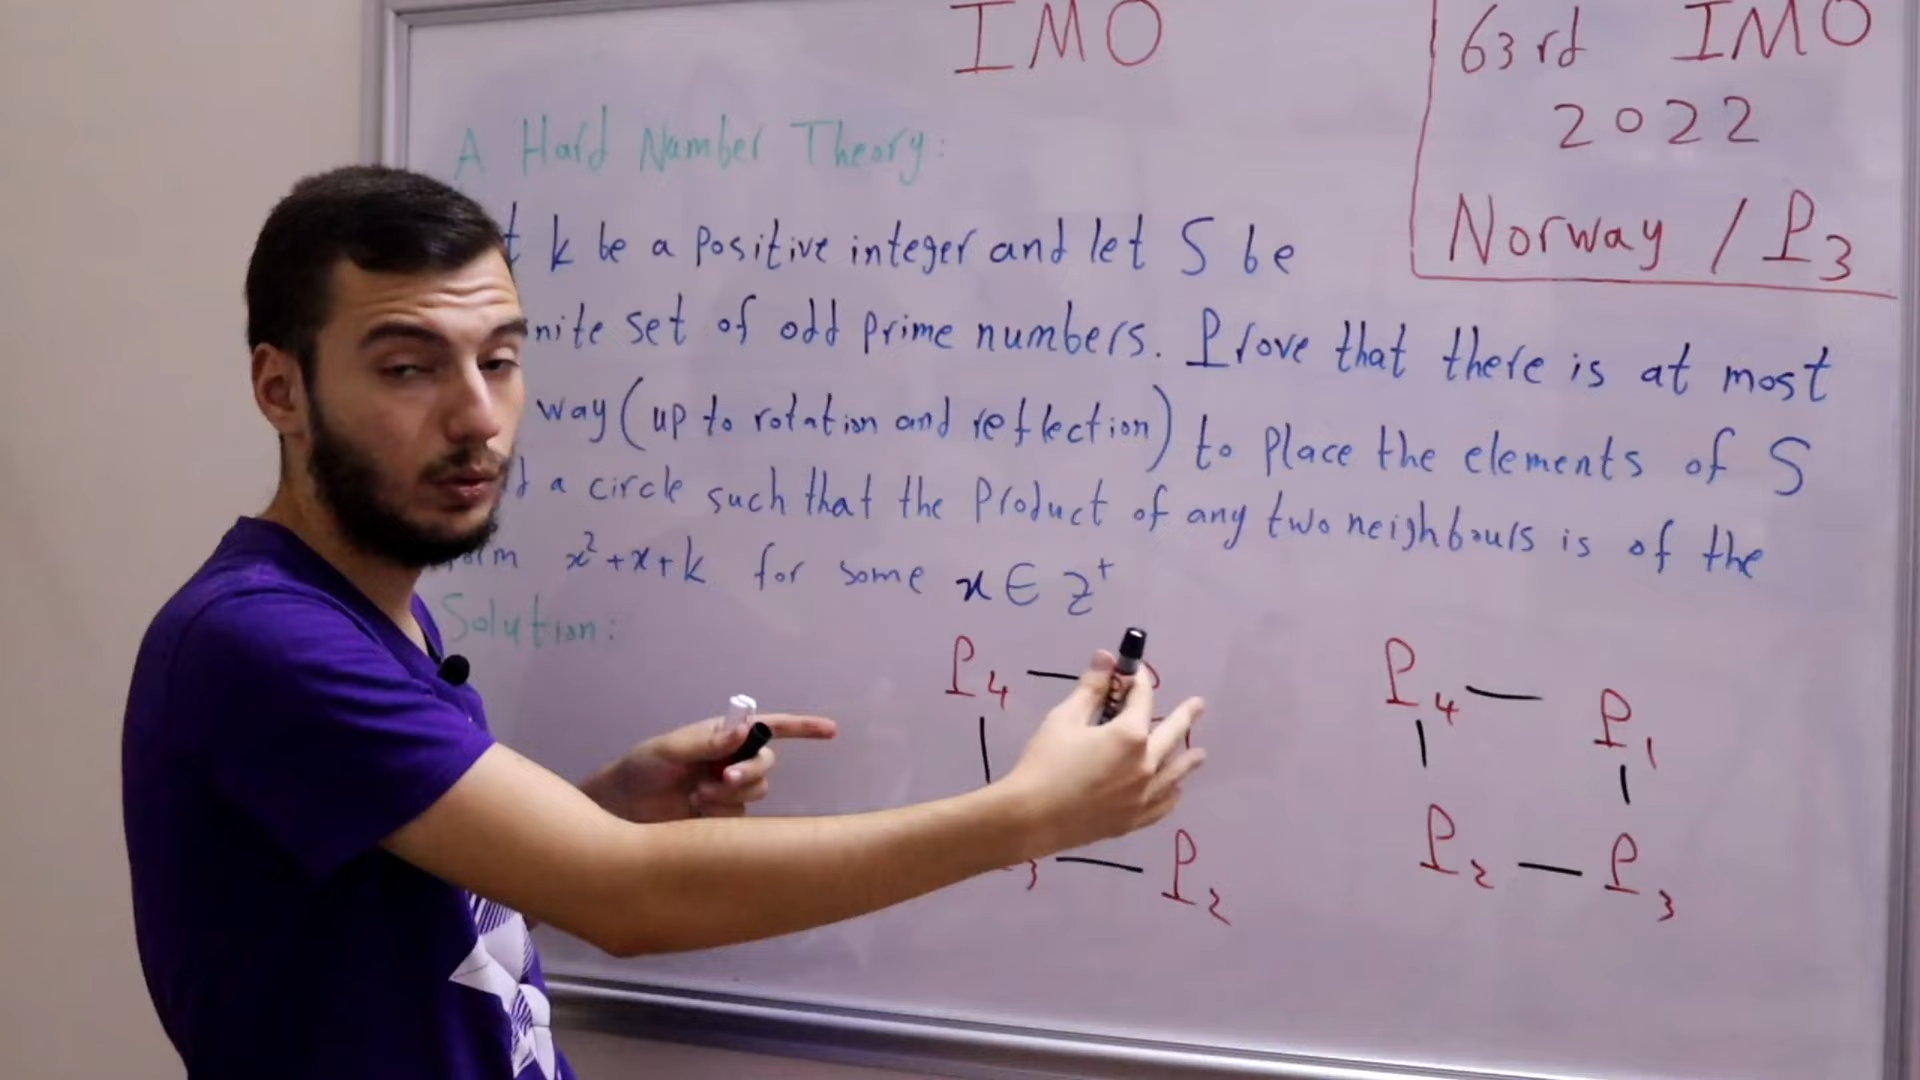 IMO
63rd IMO
2022
Norway / P3
A Hard Number Theory:
k be a positive integer and let S be
set of odd prime numbers. Prove that there is at most
way (up to rotation and reflection) to place the elements of S
a circle such that the product of any two neighbours is of the
x²+x+k for some x ∈ Z⁺
Solution:
P4
P4
P1
P2
P2
P3